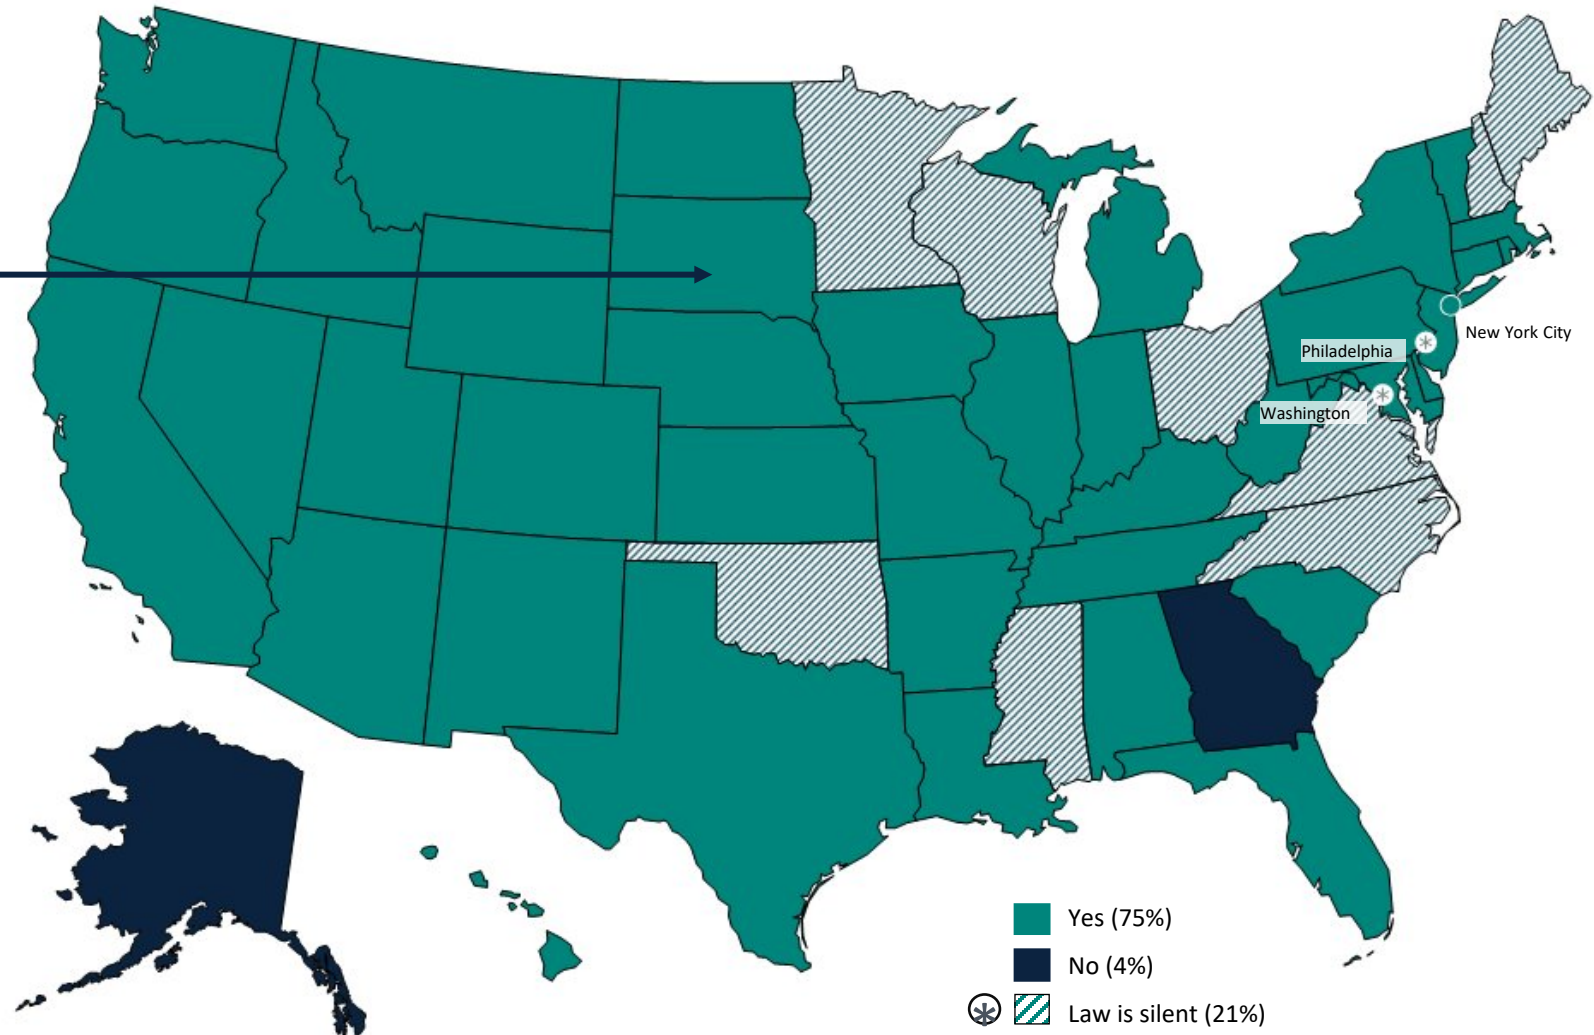 New York City
Philadelphia
Washington
Yes (75%)
No (4%)
Law is silent (21%)